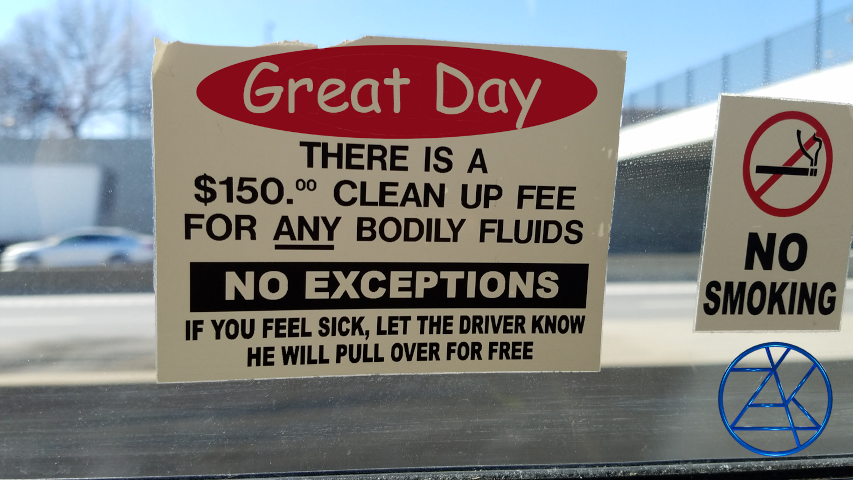 Great Day
THERE IS A
$150.00 CLEAN UP FEE
FOR ANY BODILY FLUIDS
NO EXCEPTIONS
IF YOU FEEL SICK, LET THE DRIVER KNOW
HE WILL PULL OVER FOR FREE
NO
SMOKING